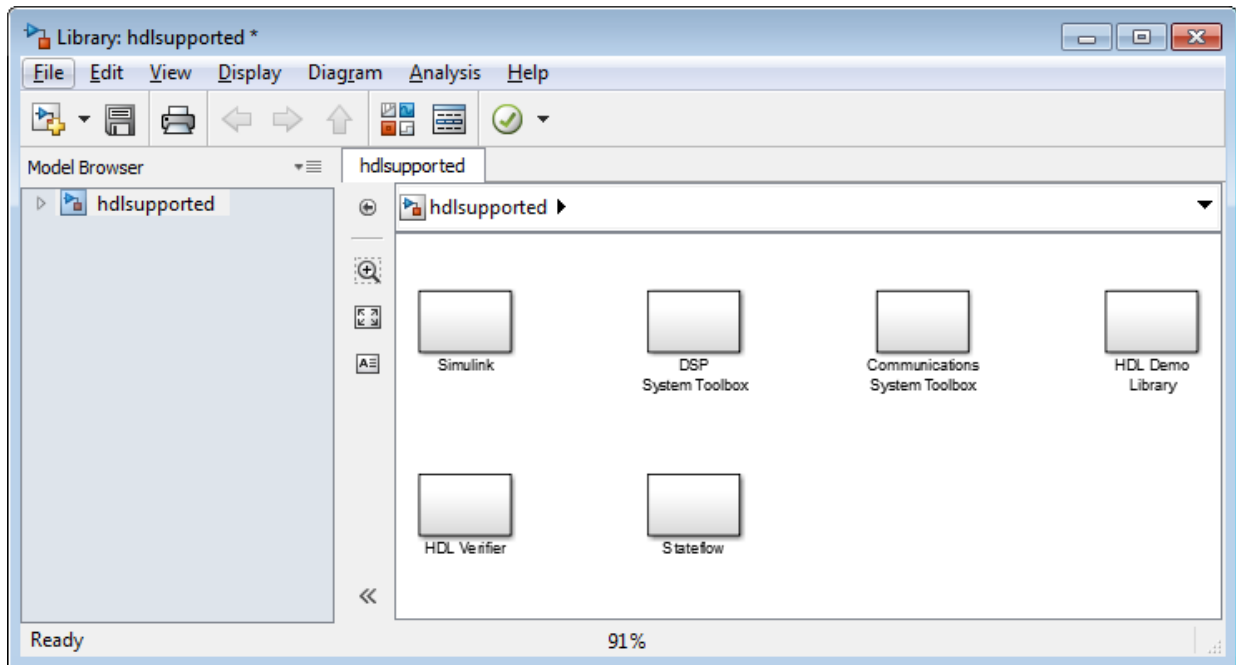 Library: hdlsupported *
File Edit View Display Diagram Analysis Help
Model Browser
hdlsupported
hdlsupported
hdlsupported
Simulink
DSP
System Toolbox
Communications
System Toolbox
HDL Demo
Library
HDL Verifier
Stateflow
Ready
91%